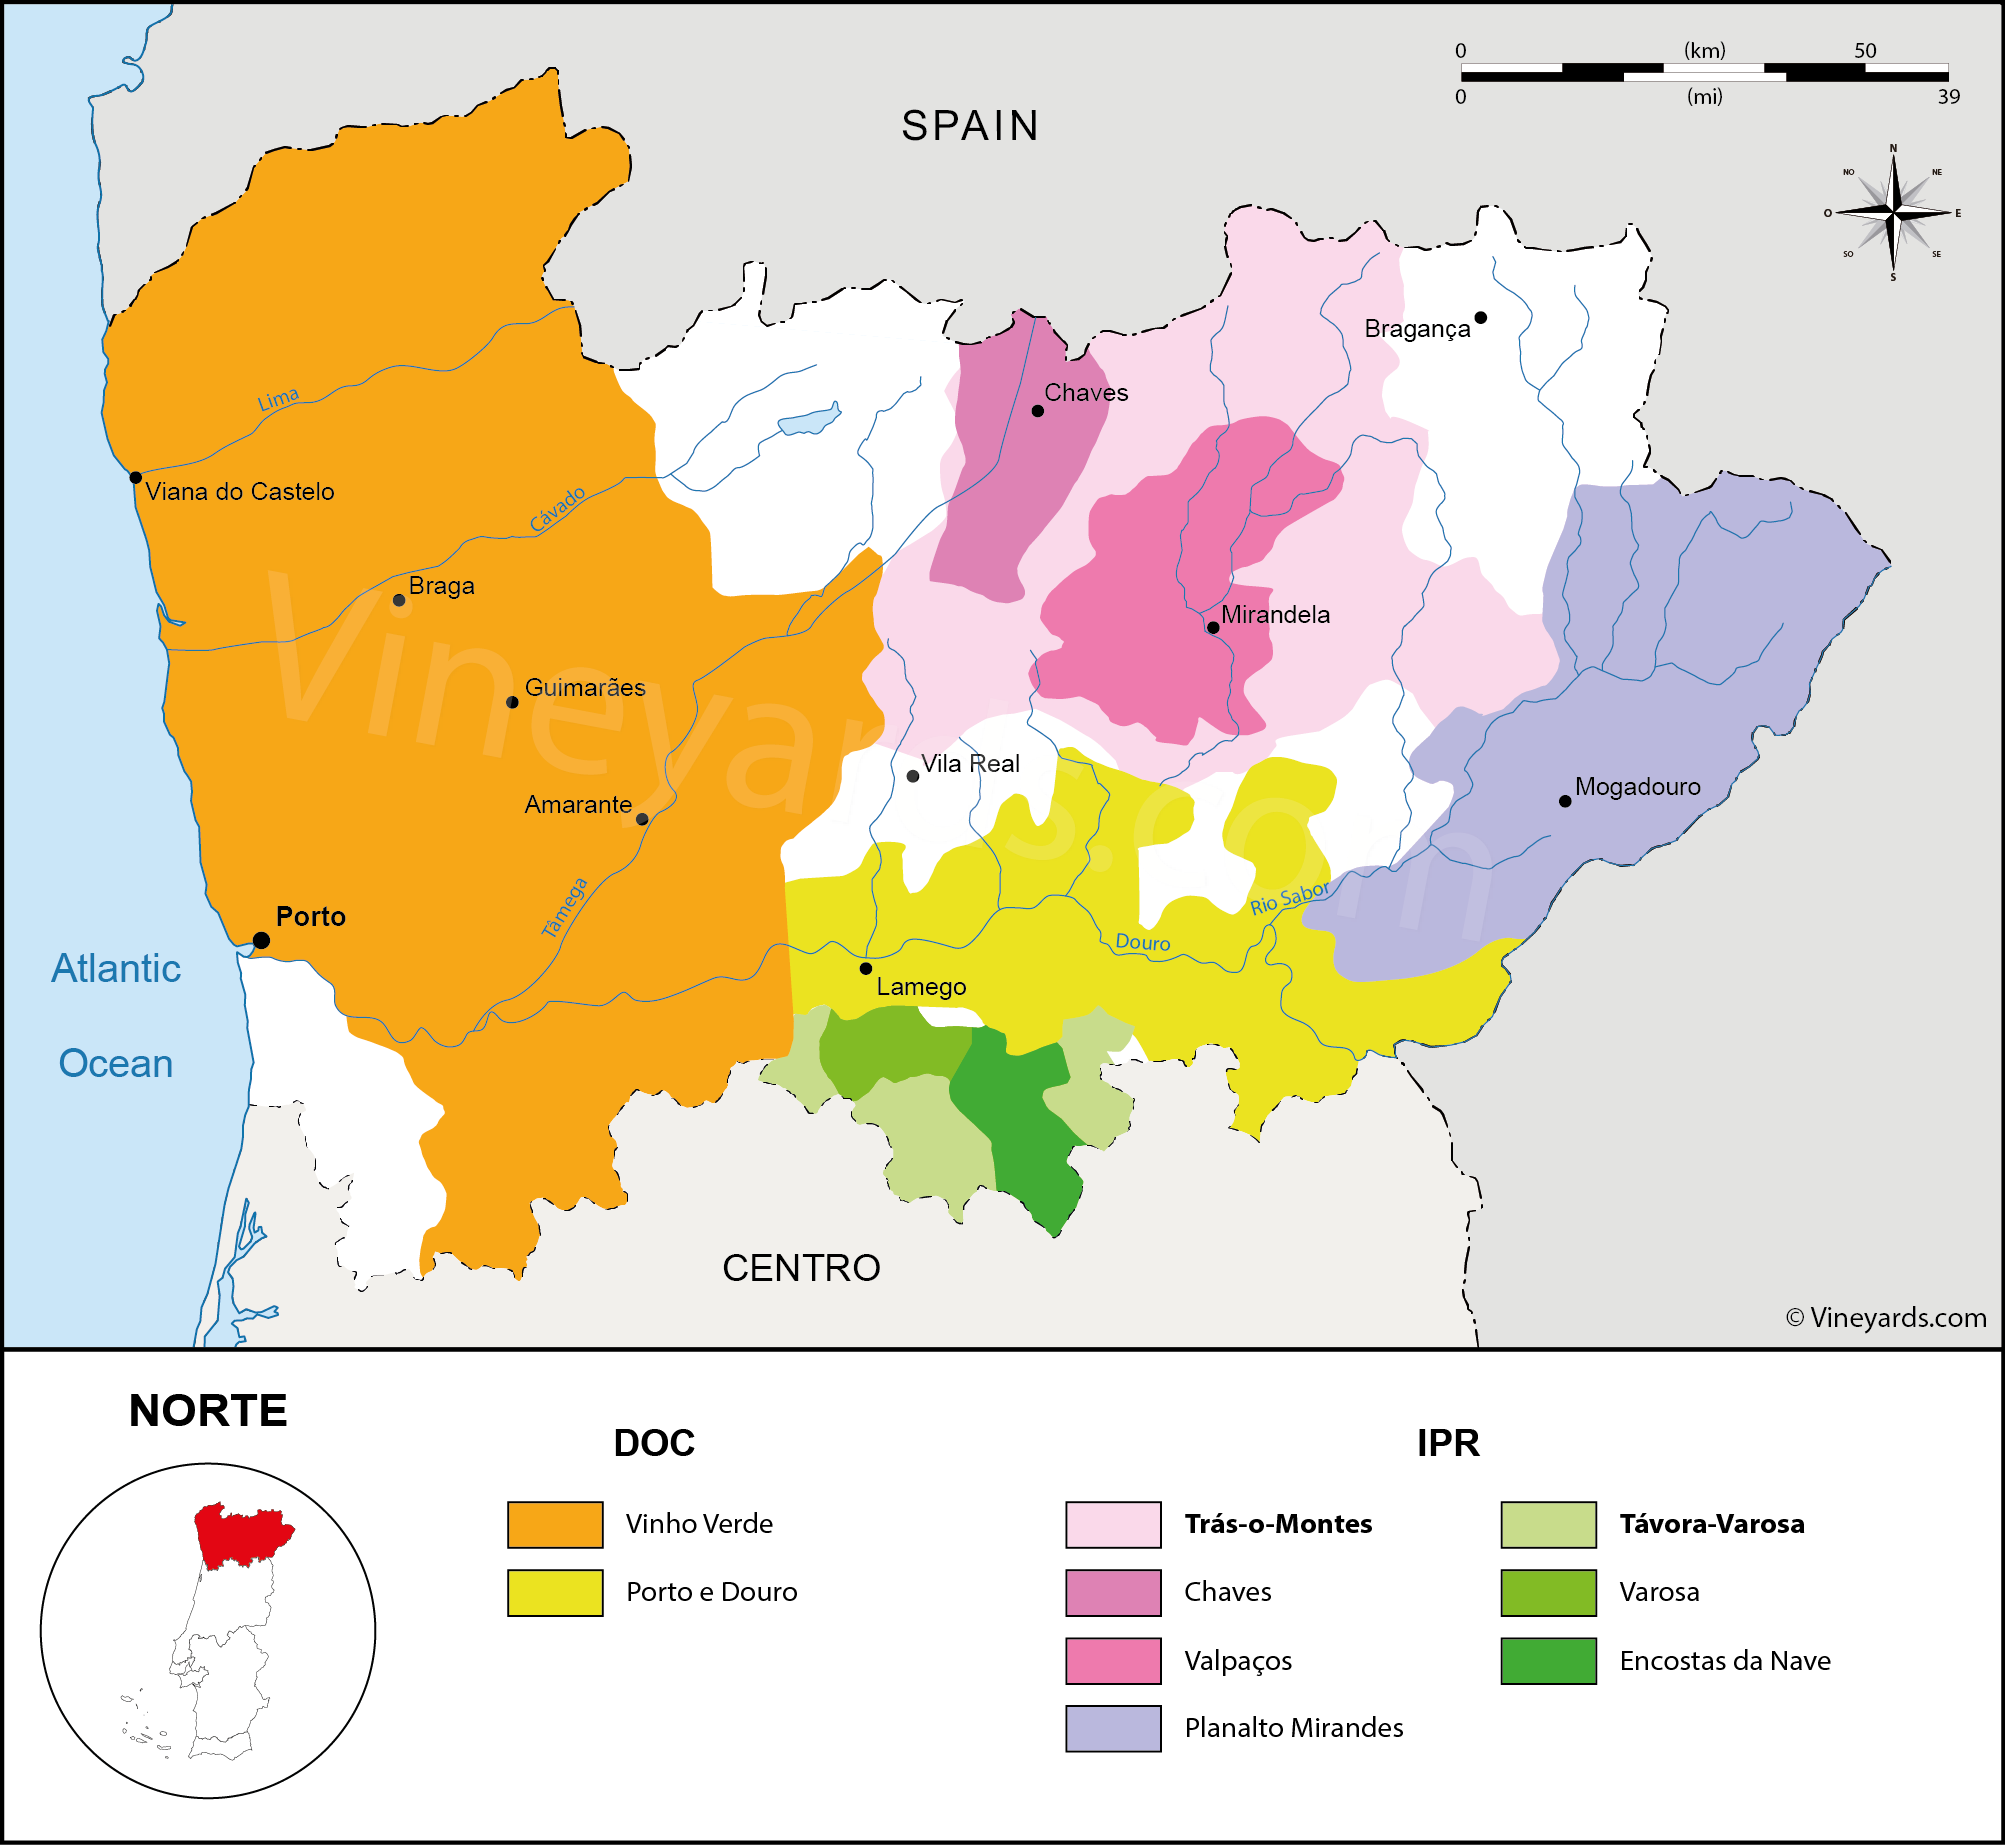 0 (km) 50
0 (mi) 39
SPAIN
N
NO NE
O E
SO SE
S
Bragança
Chaves
Lima
Viana do Castelo
Cávado
Braga
Mirandela
Guimarães
Vila Real
Amarante
Mogadouro
Vineyards.com
Tâmega
Rio Sabor
Porto
Douro
Atlantic
Ocean
Lamego
CENTRO
© Vineyards.com
NORTE
DOC
Vinho Verde
Porto e Douro
IPR
Trás-o-Montes
Chaves
Valpaços
Planalto Mirandes
Távora-Varosa
Varosa
Encostas da Nave